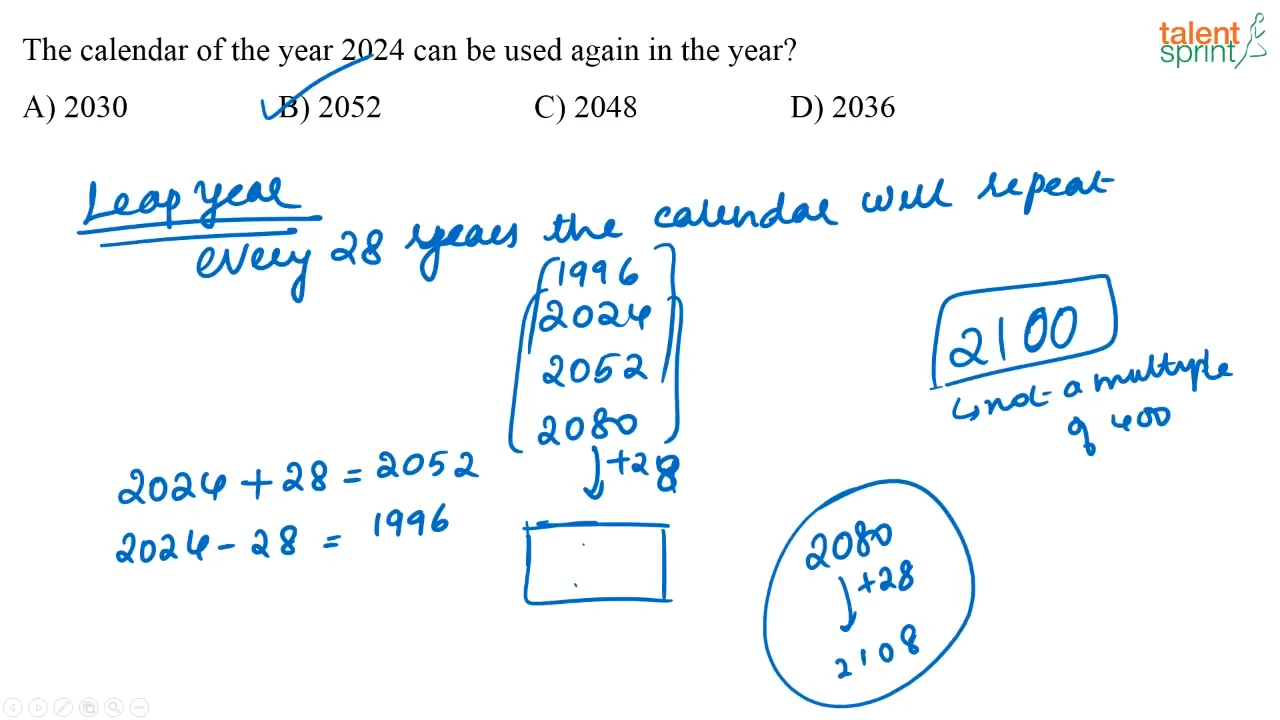 talent
sprint
The calendar of the year 2024 can be used again in the year?
A) 2030 B) 2052 C) 2048 D) 2036
Leap year
every 28 years the calendar will repeat
1996
2024
2052
2080
+28
2100
↳ not a multiple
of 400
2024 + 28 = 2052
2024 - 28 = 1996
2080
+28
2108